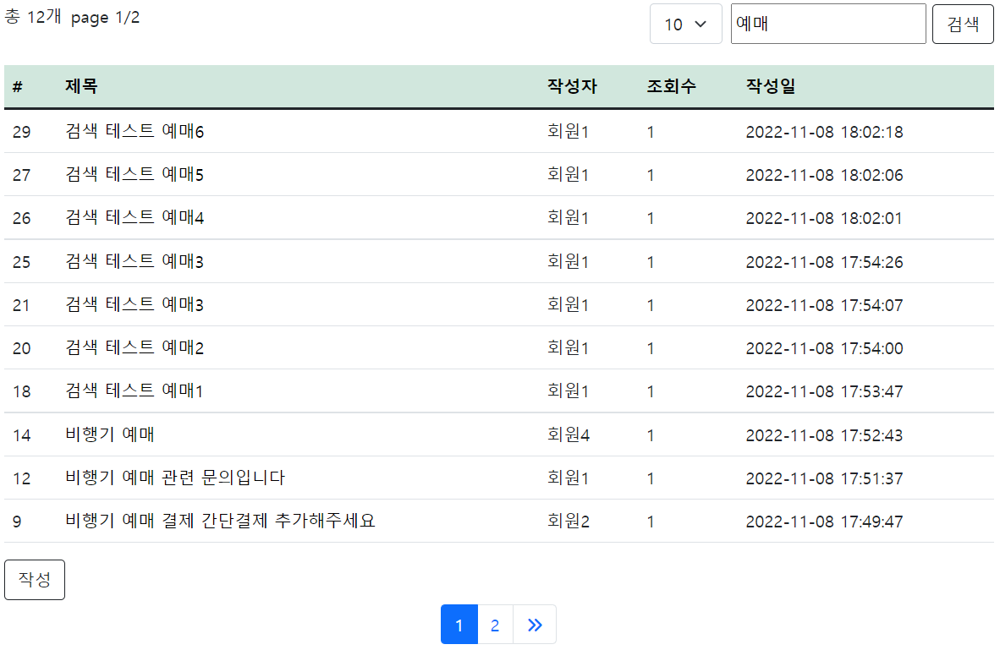 총 12개 page 1/2 10 예매 검색
# 제목 작성자 조회수 작성일
29 검색 테스트 예매6 회원1 1 2022-11-08 18:02:18
27 검색 테스트 예매5 회원1 1 2022-11-08 18:02:06
26 검색 테스트 예매4 회원1 1 2022-11-08 18:02:01
25 검색 테스트 예매3 회원1 1 2022-11-08 17:54:26
21 검색 테스트 예매3 회원1 1 2022-11-08 17:54:07
20 검색 테스트 예매2 회원1 1 2022-11-08 17:54:00
18 검색 테스트 예매1 회원1 1 2022-11-08 17:53:47
14 비행기 예매 회원4 1 2022-11-08 17:52:43
12 비행기 예매 관련 문의입니다 회원1 1 2022-11-08 17:51:37
9 비행기 예매 결제 간단결제 추가해주세요 회원2 1 2022-11-08 17:49:47
작성
1 2 »